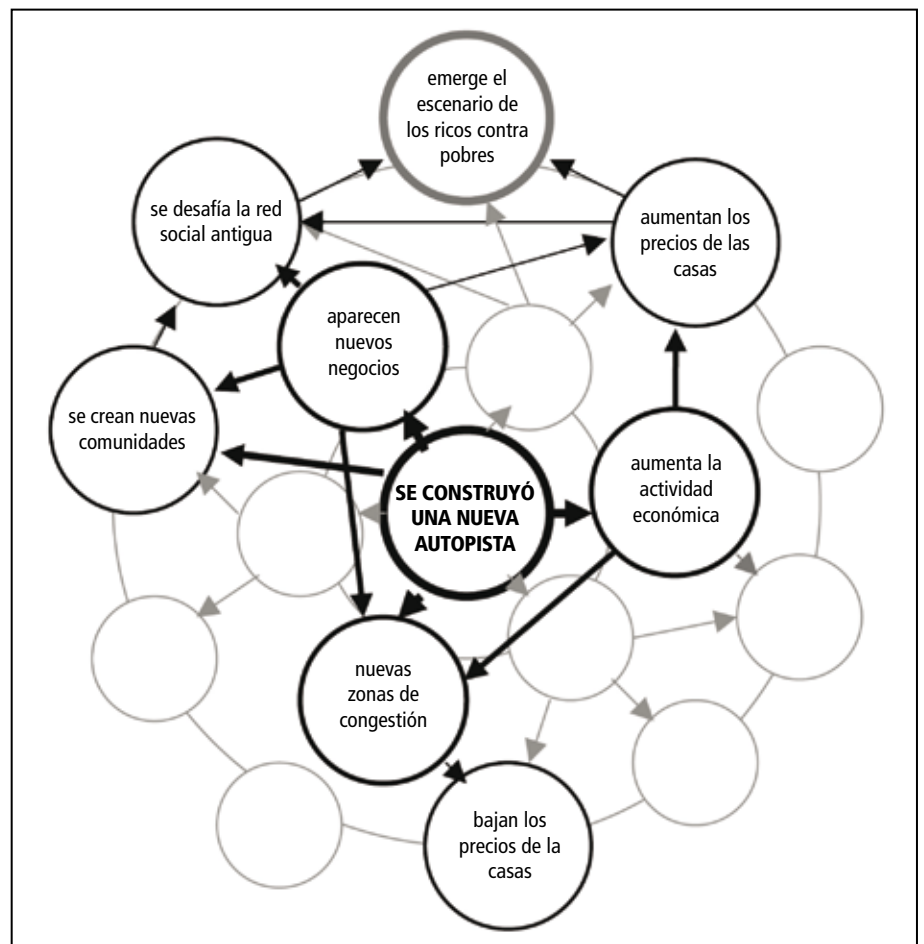 emerge el
escenario de
los ricos contra
pobres
se desafía la red
social antigua
aumentan los
precios de las
casas
aparecen
nuevos
negocios
se crean nuevas
comunidades
aumenta la
actividad
económica
SE CONSTRUYÓ
UNA NUEVA
AUTOPISTA
nuevas
zonas de
congestión
bajan los
precios de la
casas